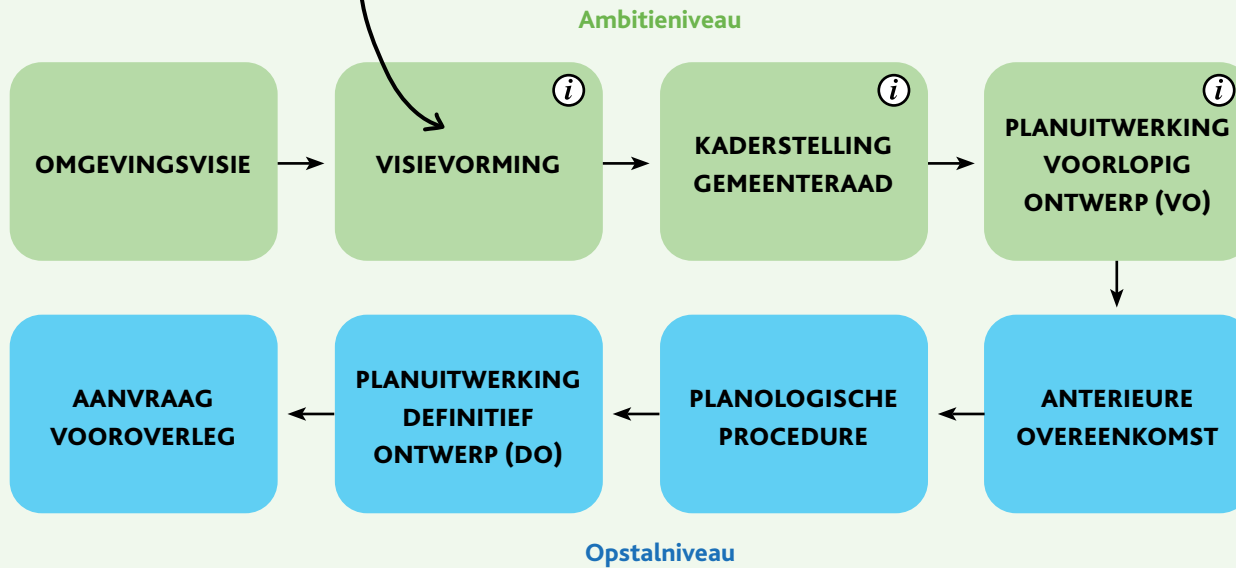 Ambitieniveau
OMGEVINGSVISIE
VISIEVORMING
i
KADERSTELLING
GEMEENTERAAD
i
PLANUITWERKING
VOORLOPIG
ONTWERP (VO)
i
AANVRAAG
VOOROVERLEG
PLANUITWERKING
DEFINITIEF
ONTWERP (DO)
PLANOLOGISCHE
PROCEDURE
ANTERIEURE
OVEREENKOMST
Opstalniveau